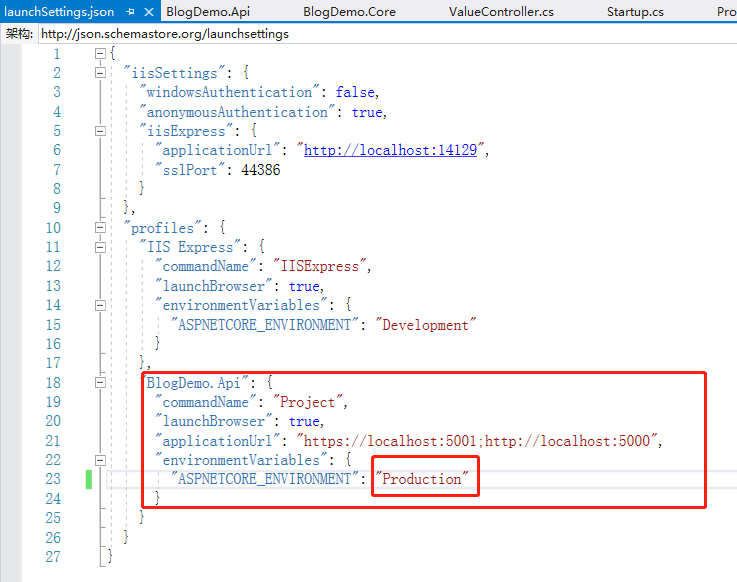 launchSettings.json BlogDemo.Api BlogDemo.Core ValueController.cs Startup.cs Pro
架构: http://json.schemastore.org/launchsettings
1 {
2 "iisSettings": {
3 "windowsAuthentication": false,
4 "anonymousAuthentication": true,
5 "iisExpress": {
6 "applicationUrl": "http://localhost:14129",
7 "sslPort": 44386
8 }
9 },
10 "profiles": {
11 "IIS Express": {
12 "commandName": "IISExpress",
13 "launchBrowser": true,
14 "environmentVariables": {
15 "ASPNETCORE_ENVIRONMENT": "Development"
16 }
17 },
18 "BlogDemo.Api": {
19 "commandName": "Project",
20 "launchBrowser": true,
21 "applicationUrl": "https://localhost:5001;http://localhost:5000",
22 "environmentVariables": {
23 "ASPNETCORE_ENVIRONMENT": "Production"
24 }
25 }
26 }
27 }